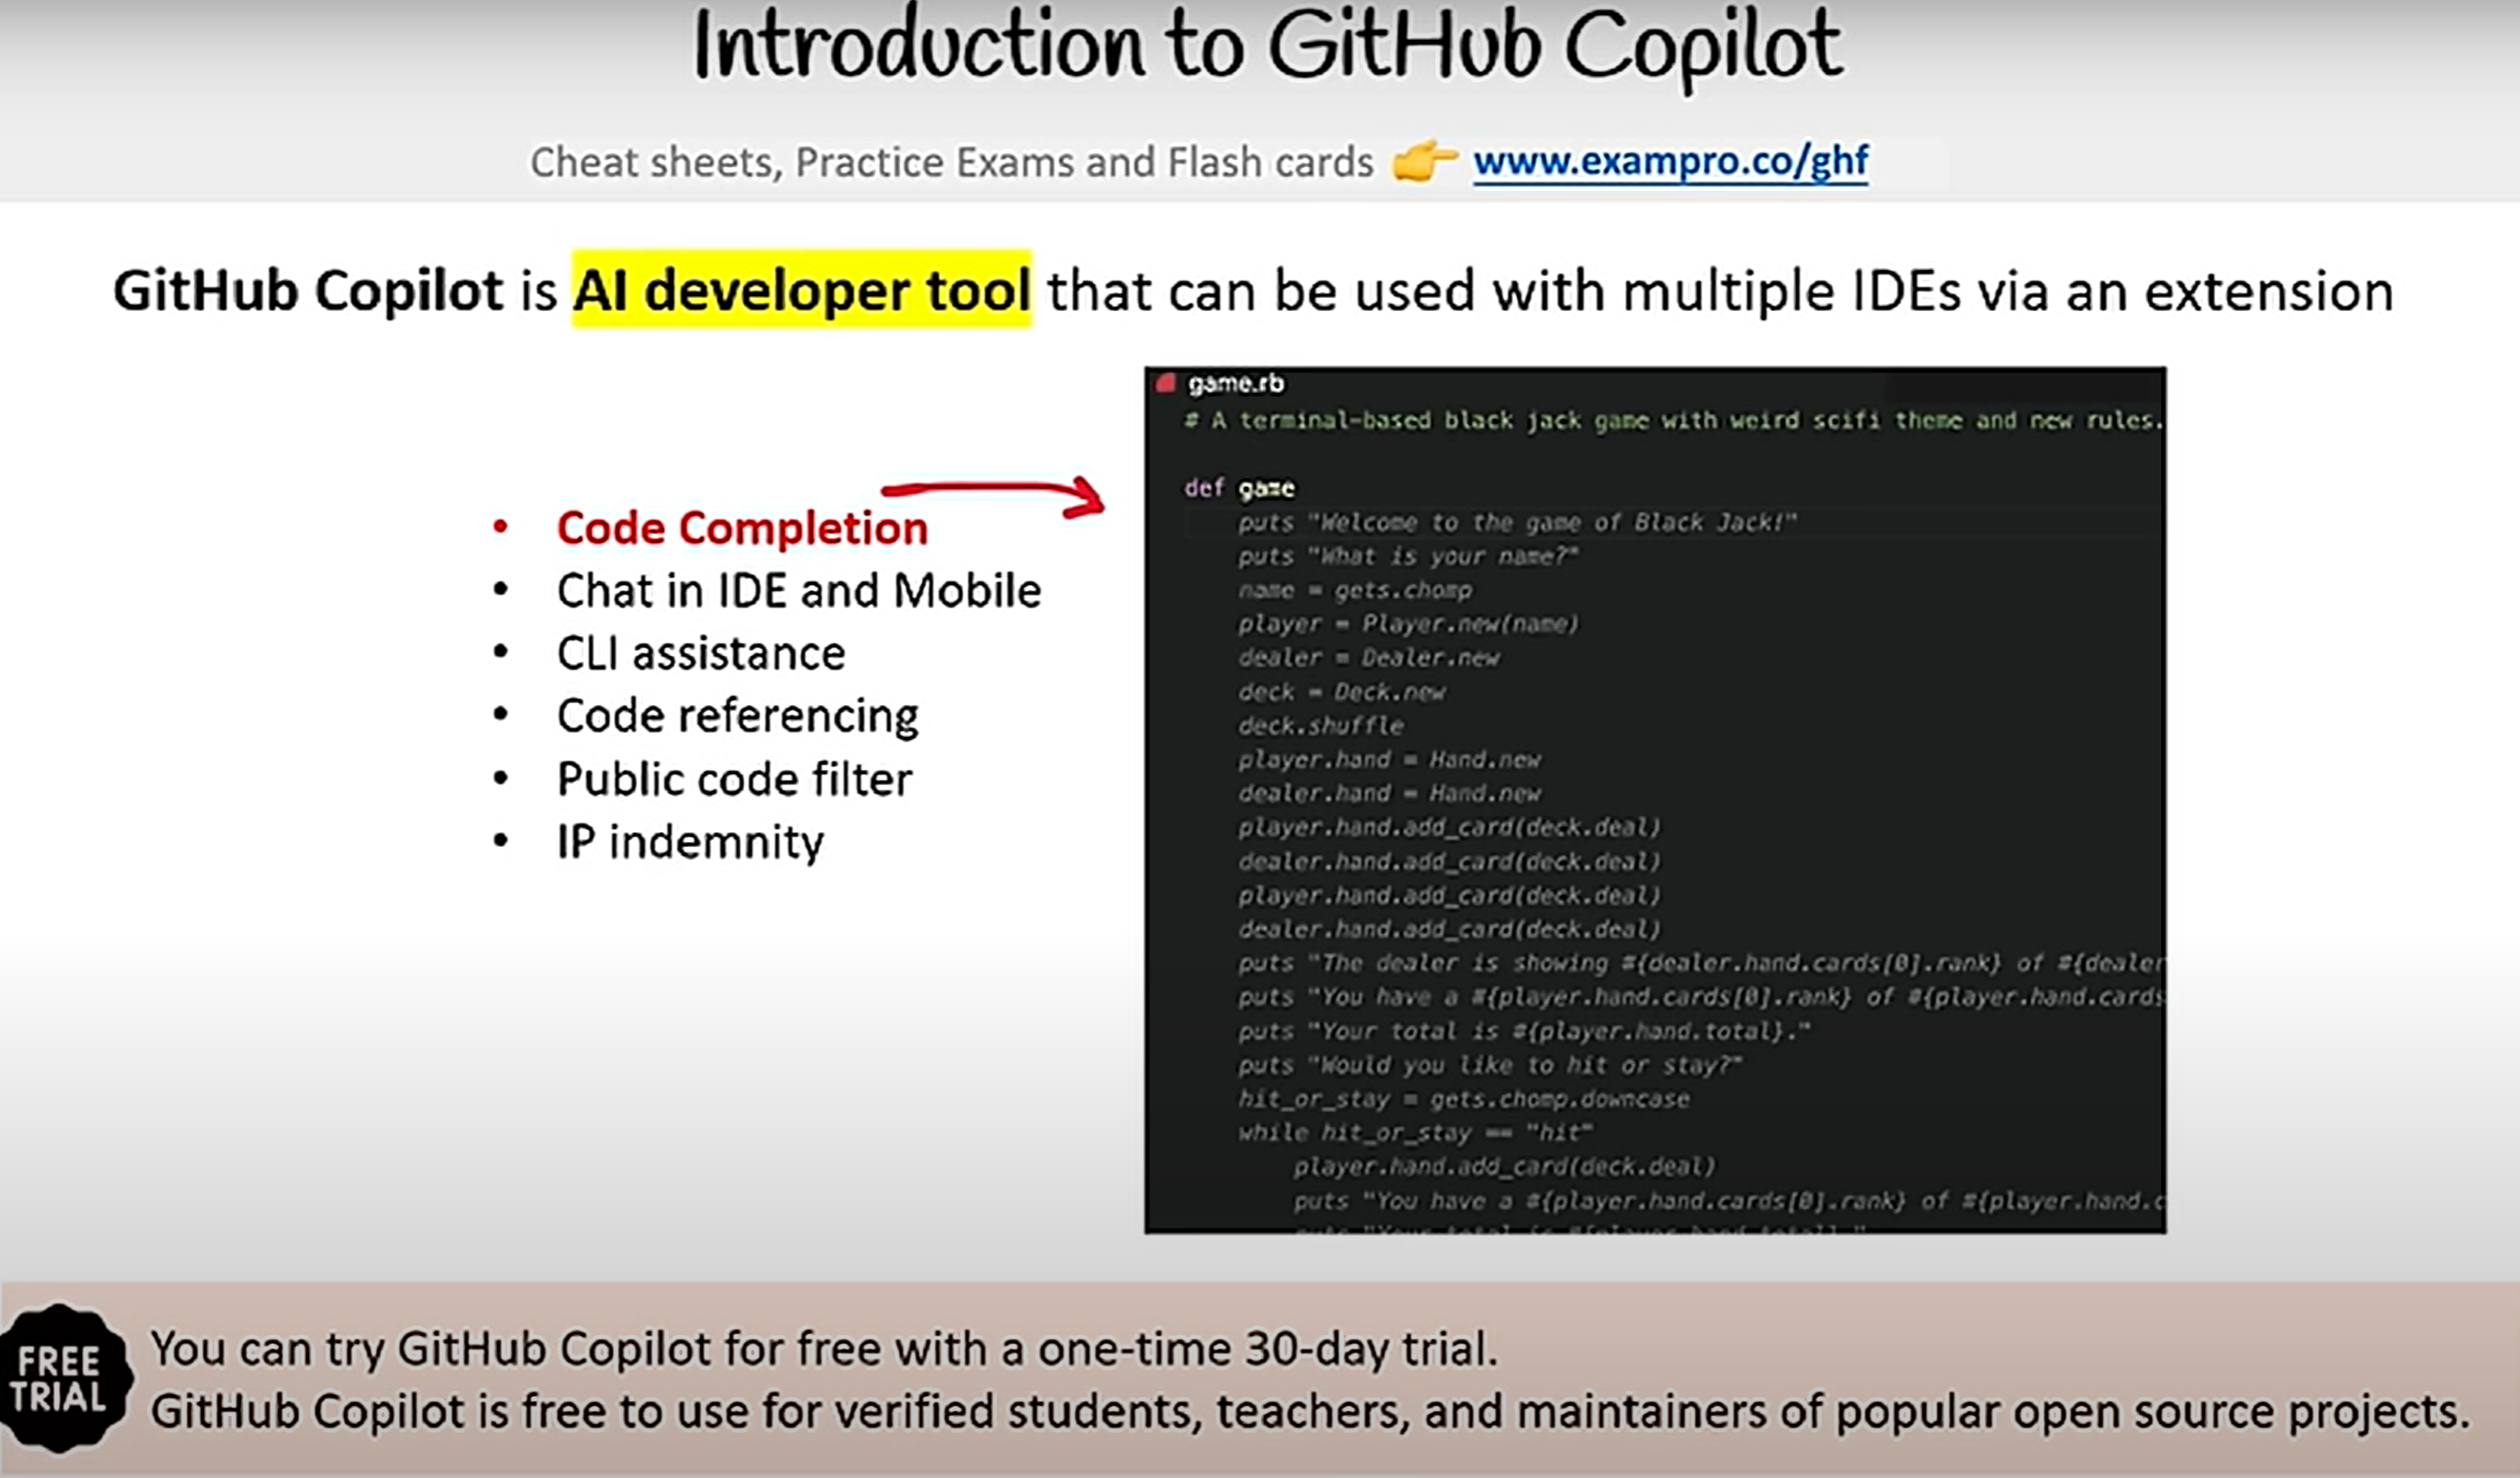 Introduction to GitHub Copilot
Cheat sheets, Practice Exams and Flash cards 👉 www.exampro.co/ghf
GitHub Copilot is AI developer tool that can be used with multiple IDEs via an extension
• Code Completion
• Chat in IDE and Mobile
• CLI assistance
• Code referencing
• Public code filter
• IP indemnity
game.rb
# A terminal-based black jack game with weird scifi theme and new rules.
def game
puts "Welcome to the game of Black Jack!"
puts "What is your name?"
name = gets.chomp
player = Player.new(name)
dealer = Dealer.new
deck = Deck.new
deck.shuffle
player.hand = Hand.new
dealer.hand = Hand.new
player.hand.add_card(deck.deal)
dealer.hand.add_card(deck.deal)
player.hand.add_card(deck.deal)
dealer.hand.add_card(deck.deal)
puts "The dealer is showing #{dealer.hand.cards[0].rank} of #{dealer
puts "You have a #{player.hand.cards[0].rank} of #{player.hand.cards
puts "Your total is #{player.hand.total}."
puts "Would you like to hit or stay?"
hit_or_stay = gets.chomp.downcase
while hit_or_stay == "hit"
player.hand.add_card(deck.deal)
puts "You have a #{player.hand.cards[0].rank} of #{player.hand.c
FREE
TRIAL
You can try GitHub Copilot for free with a one-time 30-day trial.
GitHub Copilot is free to use for verified students, teachers, and maintainers of popular open source projects.